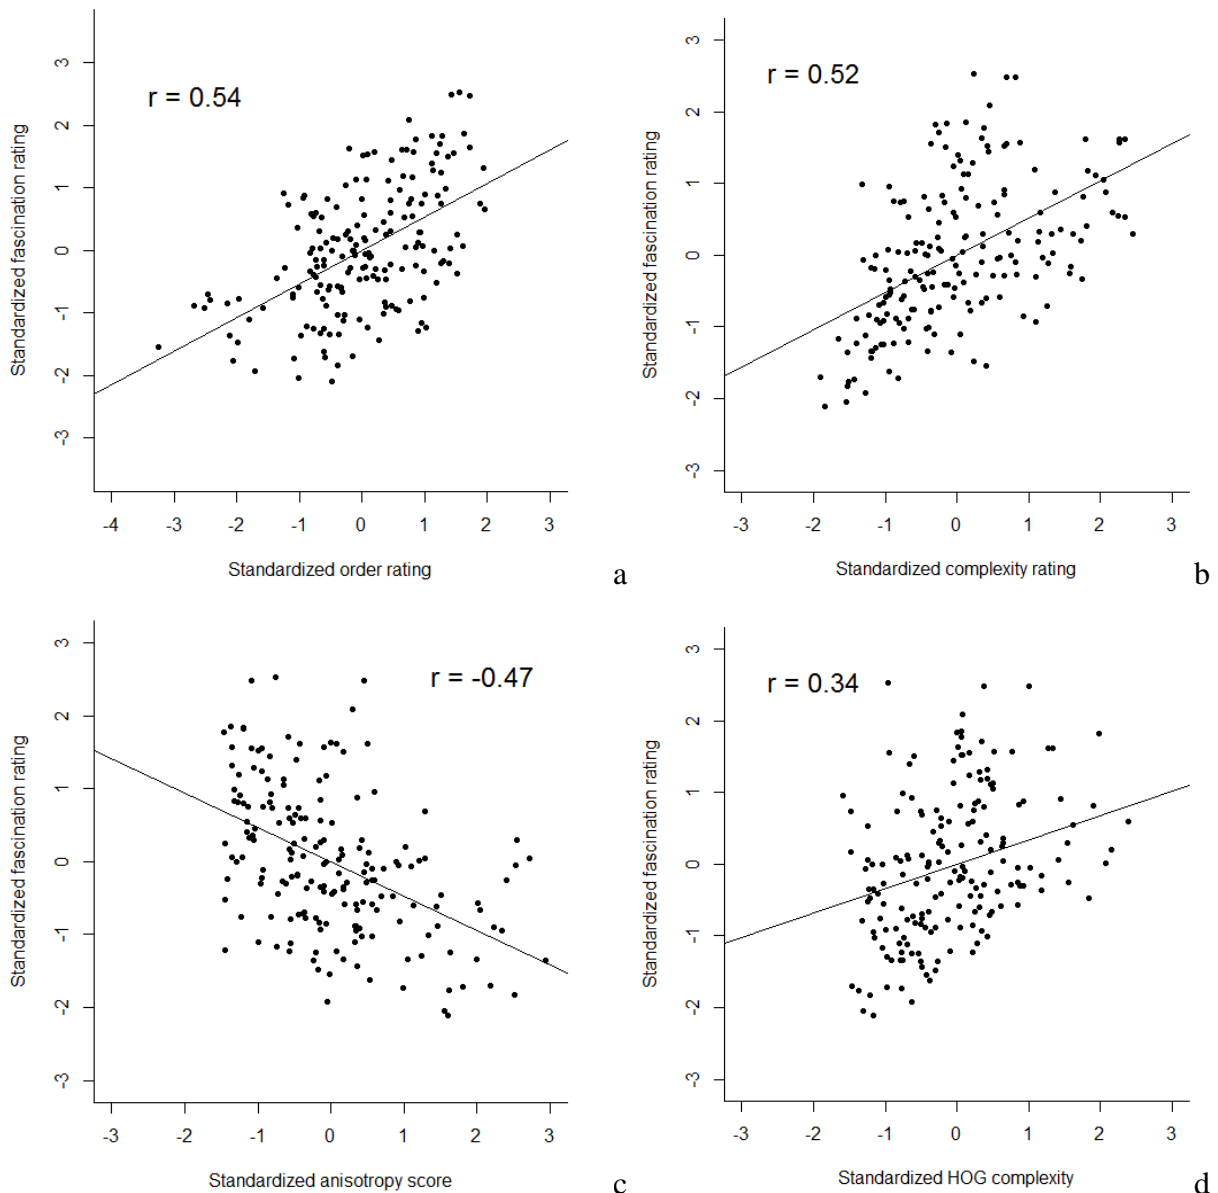 r = 0.54
Standardized fascination rating
3
2
1
0
-1
-2
-3
-4 -3 -2 -1 0 1 2 3
Standardized order rating
a
r = 0.52
Standardized fascination rating
3
2
1
0
-1
-2
-3
-3 -2 -1 0 1 2 3
Standardized complexity rating
b
r = -0.47
Standardized fascination rating
3
2
1
0
-1
-2
-3
-3 -2 -1 0 1 2 3
Standardized anisotropy score
c
r = 0.34
Standardized fascination rating
3
2
1
0
-1
-2
-3
-3 -2 -1 0 1 2 3
Standardized HOG complexity
d